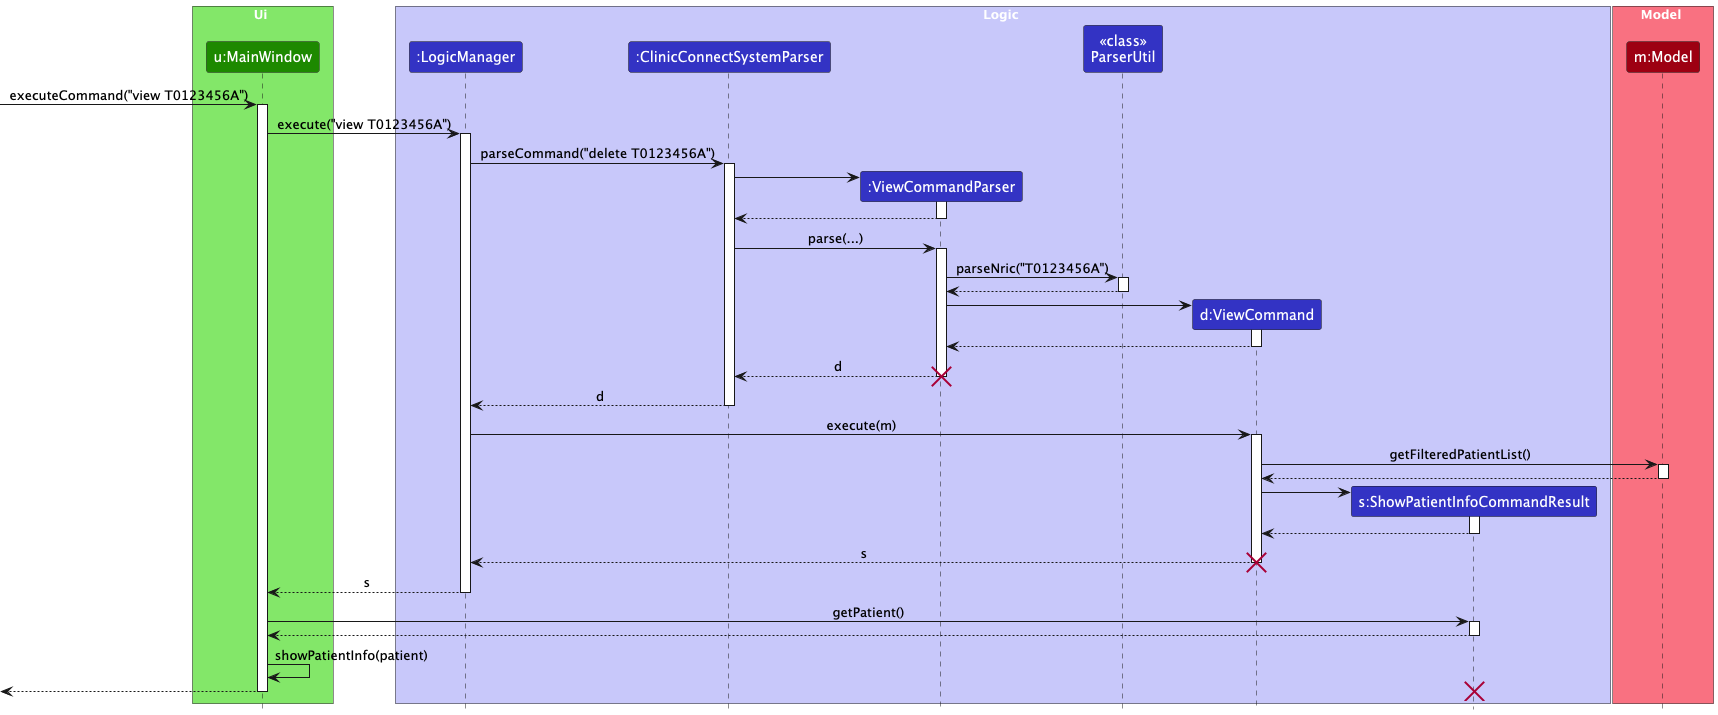 Ui
Logic
Model
u:MainWindow
:LogicManager
:ClinicConnectSystemParser
«class»
ParserUtil
m:Model
executeCommand("view T0123456A")
execute("view T0123456A")
parseCommand("delete T0123456A")
:ViewCommandParser
parse(...)
parseNric("T0123456A")
d:ViewCommand
d
d
execute(m)
getFilteredPatientList()
s:ShowPatientInfoCommandResult
s
s
getPatient()
showPatientInfo(patient)